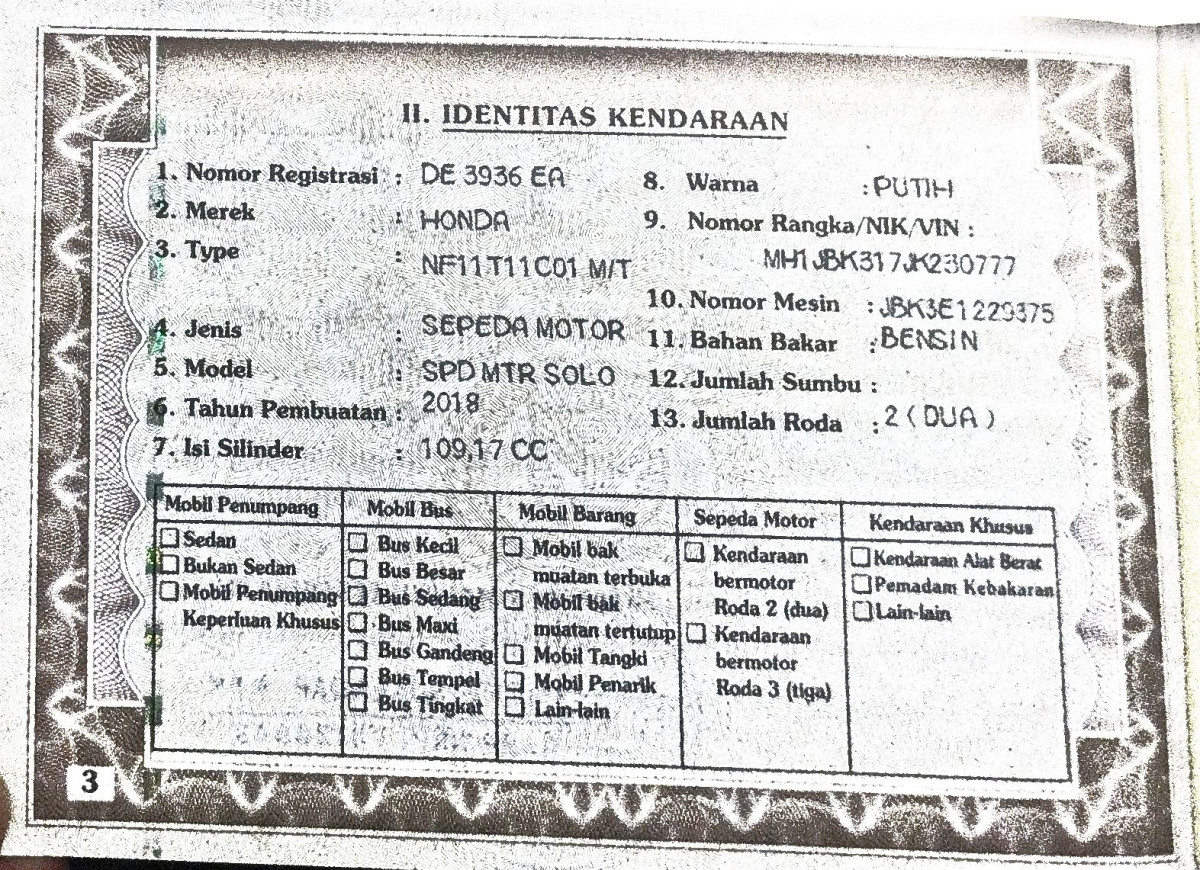 II. IDENTITAS KENDARAAN
1. Nomor Registrasi : DE 3936 EA
2. Merek : HONDA
3. Type : NF11T11C01 M/T
4. Jenis : SEPEDA MOTOR
5. Model : SPD MTR SOLO
6. Tahun Pembuatan : 2018
7. Isi Silinder : 109,17 CC
8. Warna : PUTIH
9. Nomor Rangka/NIK/VIN :
MH1JBK317JK230777
10. Nomor Mesin : JBK3E1229375
11. Bahan Bakar : BENSIN
12. Jumlah Sumbu :
13. Jumlah Roda : 2 ( DUA )
Mobil Penumpang
Sedan
Bukan Sedan
Mobil Penumpang
Keperluan Khusus
Mobil Bus
Bus Kecil
Bus Besar
Bus Sedang
Bus Maxi
Bus Gandeng
Bus Tempel
Bus Tingkat
Mobil Barang
Mobil bak
muatan terbuka
Mobil bak
muatan tertutup
Mobil Tangki
Mobil Penarik
Lain-lain
Sepeda Motor
Kendaraan
bermotor
Roda 2 (dua)
Kendaraan
bermotor
Roda 3 (tiga)
Kendaraan Khusus
Kendaraan Alat Berat
Pemadam Kebakaran
Lain-lain
3